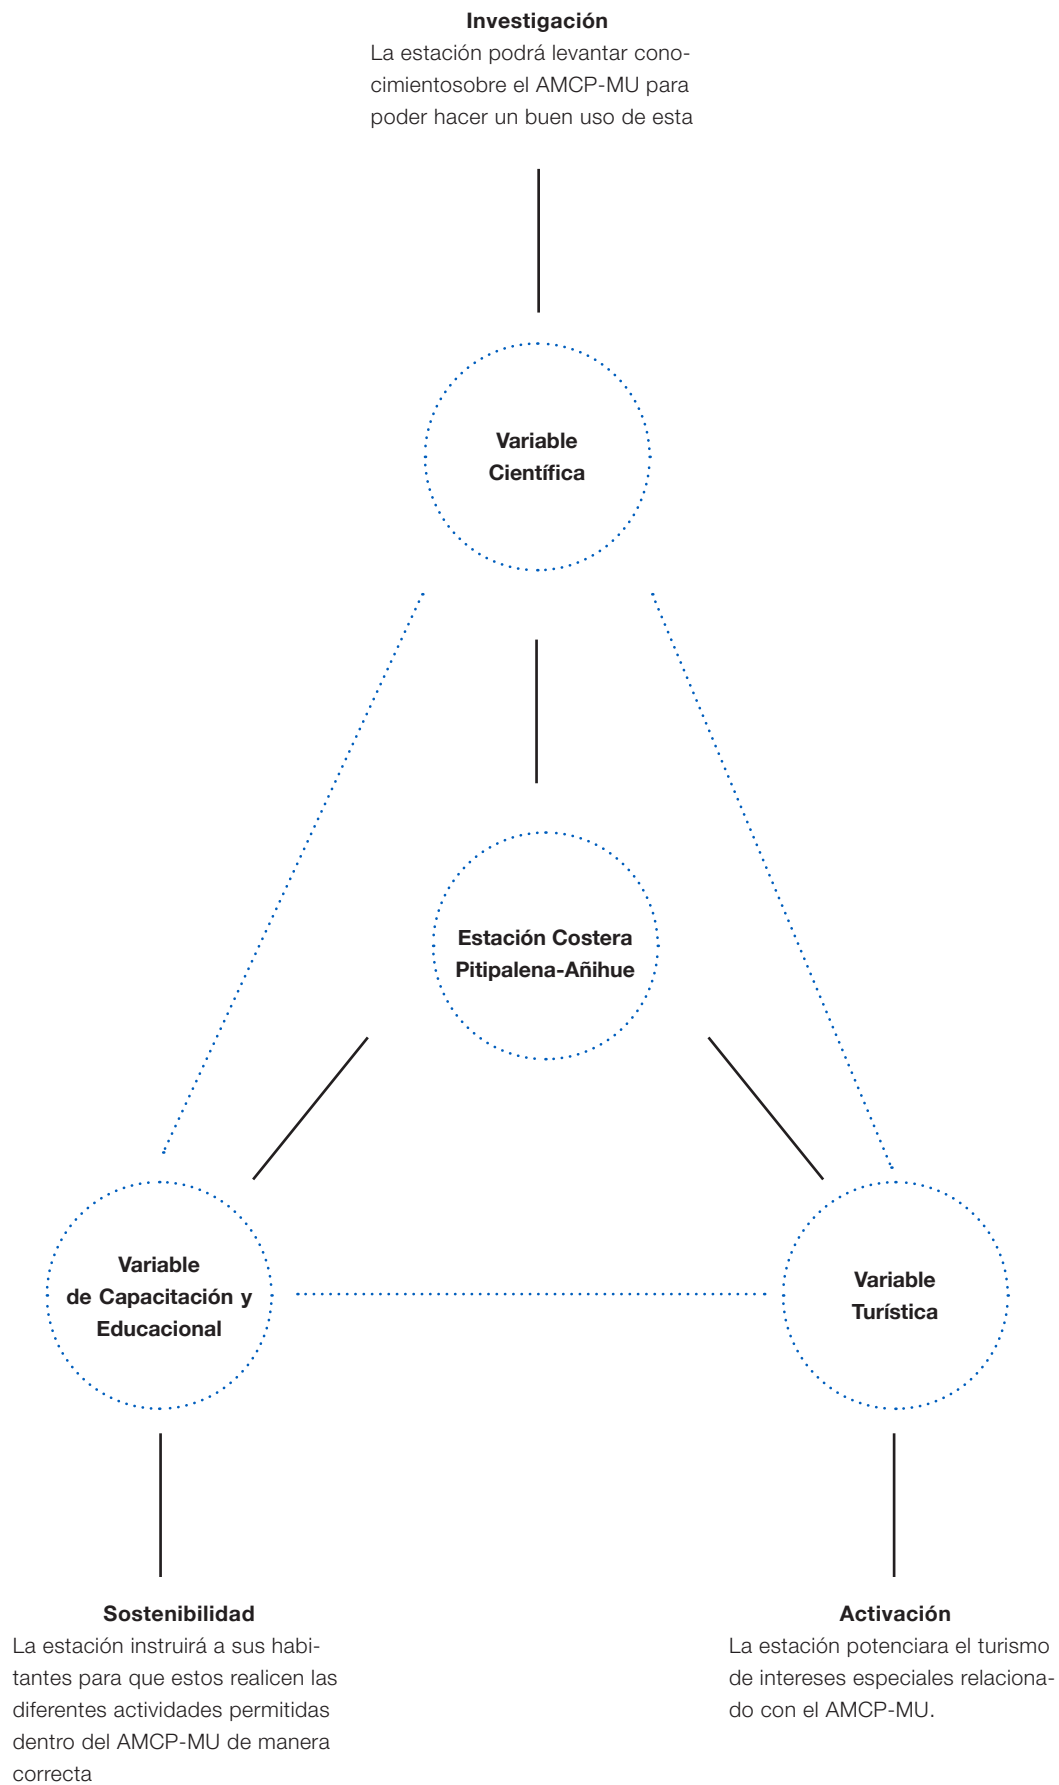 Investigación
La estación podrá levantar cono-
cimientosobre el AMCP-MU para
poder hacer un buen uso de esta
Variable
Científica
Estación Costera
Pitipalena-Añihue
Variable
de Capacitación y
Educacional
Variable
Turística
Sostenibilidad
La estación instruirá a sus habi-
tantes para que estos realicen las
diferentes actividades permitidas
dentro del AMCP-MU de manera
correcta
Activación
La estación potenciara el turismo
de intereses especiales relaciona-
do con el AMCP-MU.